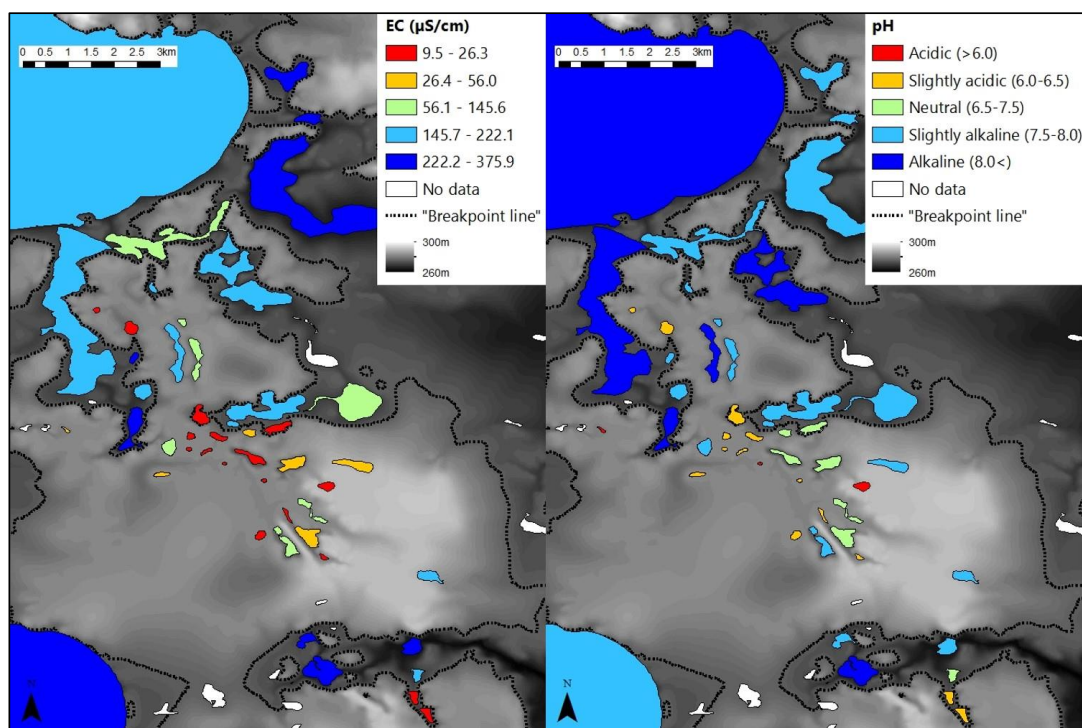 EC (µS/cm)
9.5 - 26.3
26.4 - 56.0
56.1 - 145.6
145.7 - 222.1
222.2 - 375.9
No data
"Breakpoint line"
300m
260m
0 0.5 1 1.5 2 2.5 3km
N
pH
Acidic (>6.0)
Slightly acidic (6.0-6.5)
Neutral (6.5-7.5)
Slightly alkaline (7.5-8.0)
Alkaline (8.0<)
No data
"Breakpoint line"
300m
260m
0 0.5 1 1.5 2 2.5 3km
N